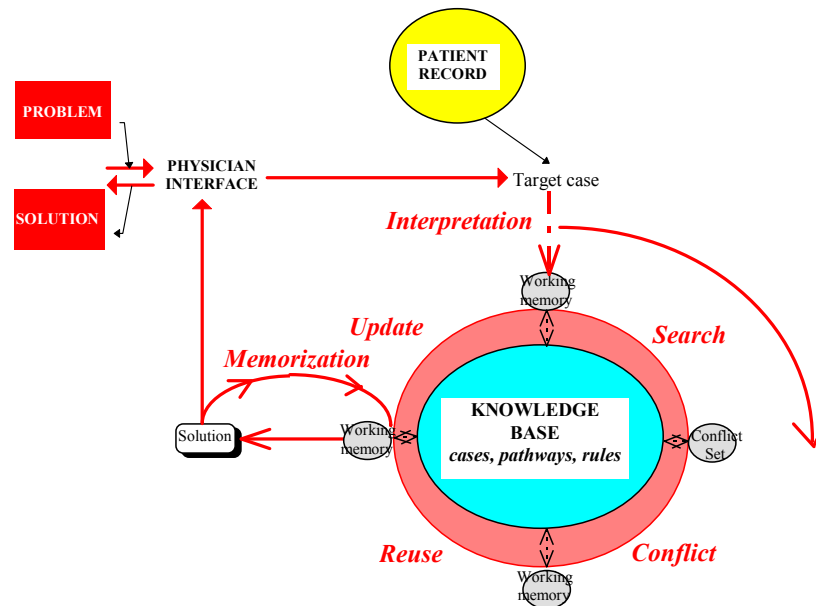 PATIENT
RECORD
PROBLEM
PHYSICIAN
INTERFACE
Target case
SOLUTION
Interpretation
Working
memory
Update
Search
Memorization
KNOWLEDGE
BASE
cases, pathways, rules
Solution
Working
memory
Conflict
Set
Reuse
Conflict
Working
memory